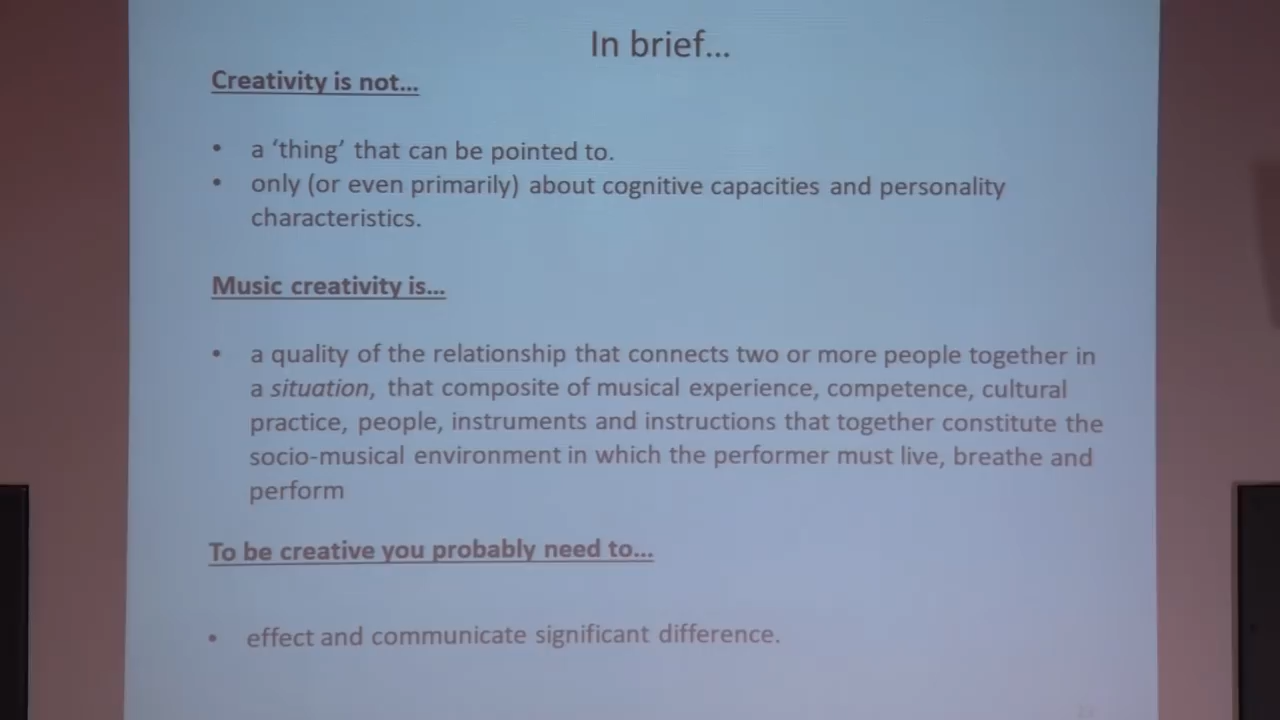 In brief...
Creativity is not...
• a ‘thing’ that can be pointed to.
• only (or even primarily) about cognitive capacities and personality
characteristics.
Music creativity is...
• a quality of the relationship that connects two or more people together in
a situation, that composite of musical experience, competence, cultural
practice, people, instruments and instructions that together constitute the
socio-musical environment in which the performer must live, breathe and
perform
To be creative you probably need to...
• effect and communicate significant difference.